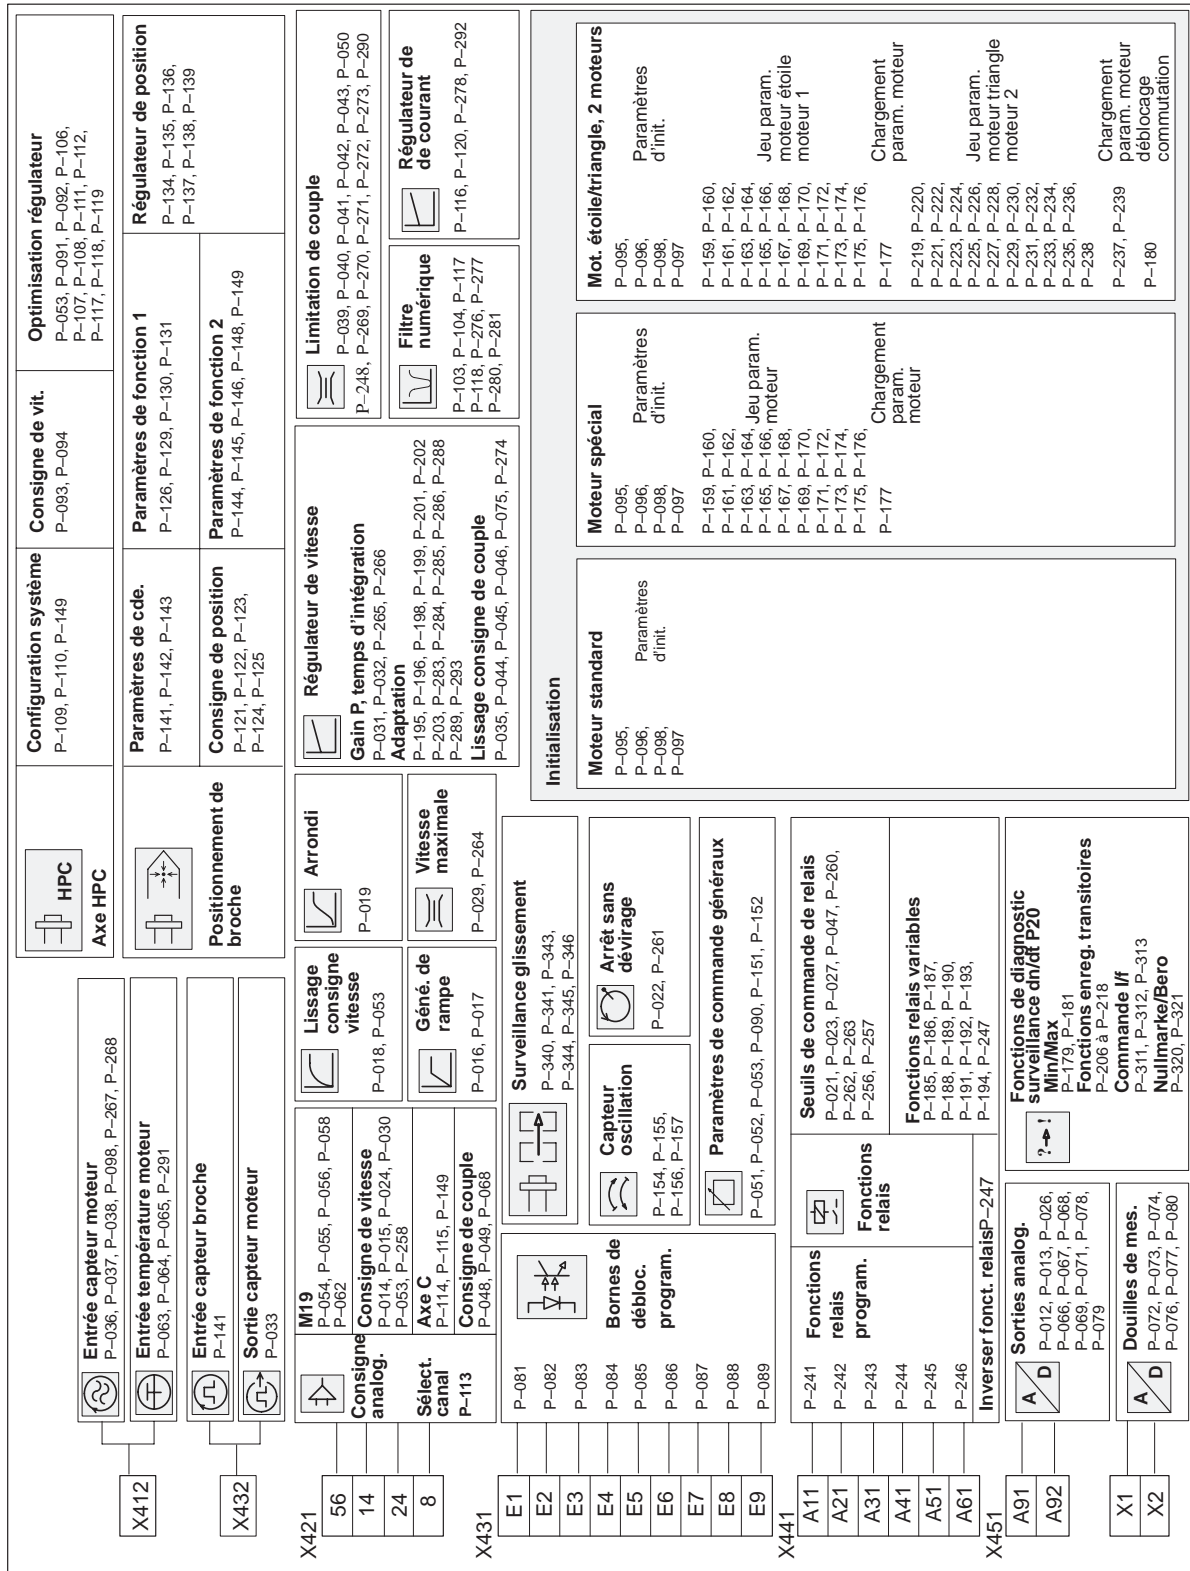 X412
X432
Entrée capteur moteur
P–036, P–037, P–038, P–098, P–267, P–268
Entrée température moteur
P–063, P–064, P–065, P–291
Entrée capteur broche
P–141
Sortie capteur moteur
P–033
HPC
Axe HPC
Configuration système
P–109, P–110, P–149
Consigne de vit.
P–093, P–094
Optimisation régulateur
P–053, P–091, P–092, P–106,
P–107, P–108, P–111, P–112,
P–117, P–118, P–119
Positionnement de
broche
Paramètres de cde.
P–141, P–142, P–143
Consigne de position
P–121, P–122, P–123,
P–124, P–125
Paramètres de fonction 1
P–126, P–129, P–130, P–131
Paramètres de fonction 2
P–144, P–145, P–146, P–148, P–149
Régulateur de position
P–134, P–135, P–136,
P–137, P–138, P–139
X421
56
14
24
8
Consigne
analog.
Sélect.
canal
P–113
M19
P–054, P–055, P–056, P–058
P–062
Consigne de vitesse
P–014, P–015, P–024, P–030
P–053, P–258
Axe C
P–114, P–115, P–149
Consigne de couple
P–048, P–049, P–068
Lissage
consigne
vitesse
P–018, P–053
Géné. de
rampe
P–016, P–017
Arrondi
P–019
Vitesse
maximale
P–029, P–264
Régulateur de vitesse
Gain P, temps d'intégration
P–031, P–032, P–265, P–266
Adaptation
P–195, P–196, P–198, P–199, P–201, P–202
P–203, P–283, P–284, P–285, P–286, P–288
P–289, P–293
Lissage consigne de couple
P–035, P–044, P–045, P–046, P–075, P–274
Limitation de couple
P–039, P–040, P–041, P–042, P–043, P–050
P–248, P–269, P–270, P–271, P–272, P–273, P–290
Filtre
numérique
P–103, P–104, P–117
P–118, P–276, P–277
P–280, P–281
Régulateur de
de courant
P–116, P–120, P–278, P–292
X431
E1
E2
E3
E4
E5
E6
E7
E8
E9
P–081
P–082
P–083
P–084
P–085
P–086
P–087
P–088
P–089
Bornes de
débloc.
program.
Surveillance glissement
P–340, P–341, P–343,
P–344, P–345, P–346
Capteur
oscillation
P–154, P–155,
P–156, P–157
Arrêt sans
dévirage
P–022, P–261
Paramètres de commande généraux
P–051, P–052, P–053, P–090, P–151, P–152
X441
A11
A21
A31
A41
A51
A61
P–241
P–242
P–243
P–244
P–245
P–246
Fonctions
relais
program.
Fonctions
relais
Inverser fonct. relaisP–247
Seuils de commande de relais
P–021, P–023, P–027, P–047, P–260,
P–262, P–263
P–256, P–257
Fonctions relais variables
P–185, P–186, P–187,
P–188, P–189, P–190,
P–191, P–192, P–193,
P–194, P–247
X451
A91
A92
X1
X2
A
D
Sorties analog.
P–012, P–013, P–026,
P–066, P–067, P–068,
P–069, P–071, P–078,
P–079
A
D
Douilles de mes.
P–072, P–073, P–074,
P–076, P–077, P–080
? !
Fonctions de diagnostic
surveillance dn/dt P20
Min/Max
P–179, P–181
Fonctions enreg. transitoires
P–206 à P–218
Commande I/f
P–311, P–312, P–313
Nullmarke/Bero
P–320, P–321
Initialisation
Moteur standard
P–095,
P–096,
P–098,
P–097
Paramètres
d'init.
Moteur spécial
P–095,
P–096,
P–098,
P–097
Paramètres
d'init.
P–159, P–160,
P–161, P–162,
P–163, P–164,
P–165, P–166,
P–167, P–168,
P–169, P–170,
P–171, P–172,
P–173, P–174,
P–175, P–176,
P–177
Jeu param.
moteur
Chargement
param.
moteur
Mot. étoile/triangle, 2 moteurs
P–095,
P–096,
P–098,
P–097
Paramètres
d'init.
P–159, P–160,
P–161, P–162,
P–163, P–164,
P–165, P–166,
P–167, P–168,
P–169, P–170,
P–171, P–172,
P–173, P–174,
P–175, P–176,
P–177
Jeu param.
moteur étoile
moteur 1
Chargement
param. moteur
P–219, P–220,
P–221, P–222,
P–223, P–224,
P–225, P–226,
P–227, P–228,
P–229, P–230,
P–231, P–232,
P–233, P–234,
P–235, P–236,
P–238
Jeu param.
moteur triangle
moteur 2
P–237, P–239
P–180
Chargement
param. moteur
déblocage
commutation